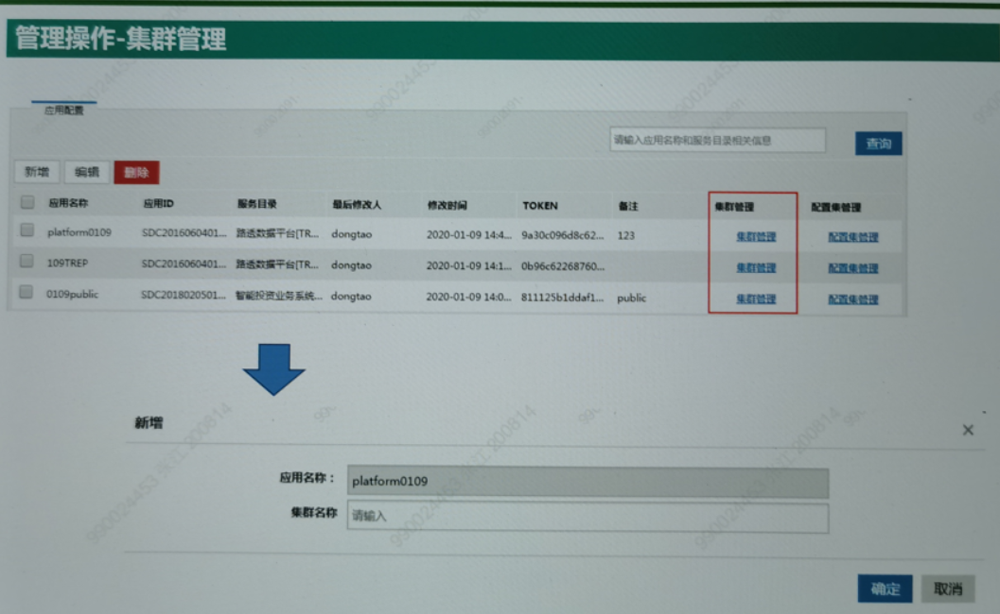 管理操作-集群管理
应用配置
请输入应用名称和服务目录相关信息 查询
新增 编辑 删除
应用名称 应用ID 服务目录 最后修改人 修改时间 TOKEN 备注 集群管理 配置集管理
platform0109 SDC2016060401... 路透数据平台[TR... dongtao 2020-01-09 14:4... 9a30c096d8c62... 123 集群管理 配置集管理
109TREP SDC2016060401... 路透数据平台[TR... dongtao 2020-01-09 14:1... 0b96c62268760... 集群管理 配置集管理
0109public SDC2018020501... 智能投资业务系统... dongtao 2020-01-09 14:0... 811125b1ddaf1... public 集群管理 配置集管理
新增
应用名称： platform0109
集群名称 请输入
确定 取消